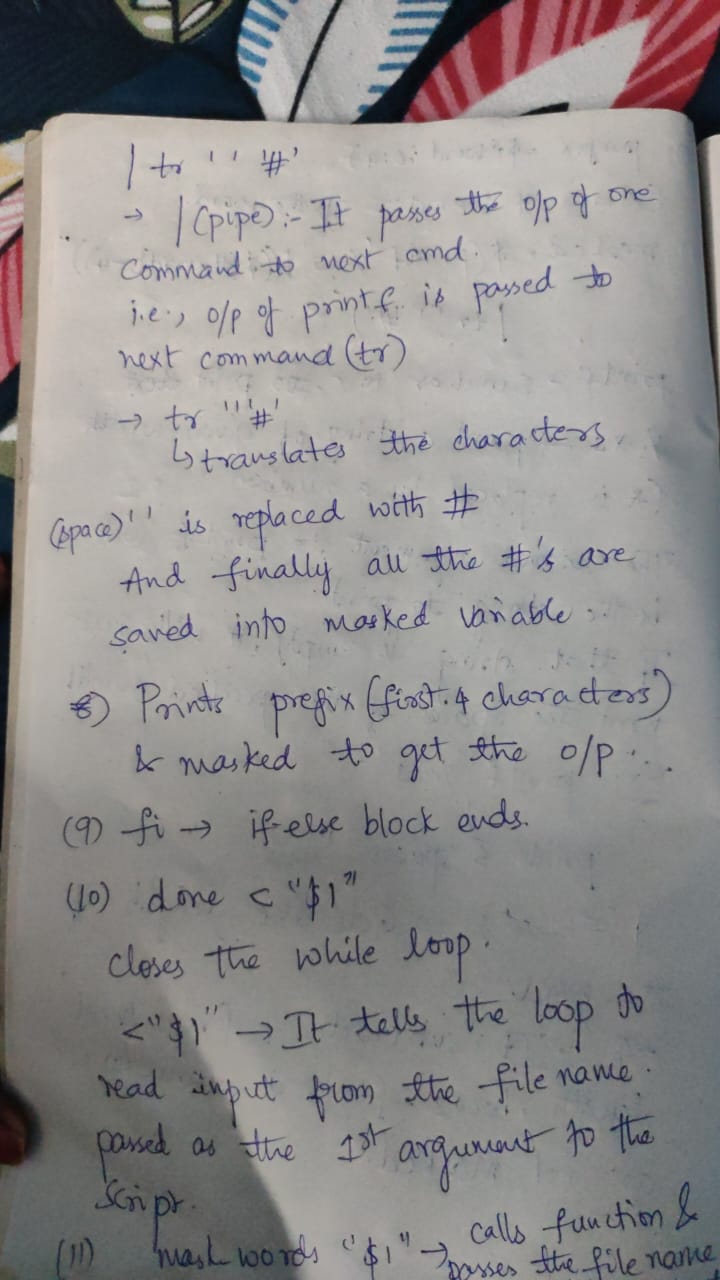 | tr ' ' '#'
→ | (pipe) :- It passes the o/p of one
command to next cmd.
i.e., o/p of printf is passed to
next command (tr)
→ tr ' ' '#'
↳ translates the characters
(space) ' ' is replaced with #
And finally all the #'s are
saved into masked variable.
8) Prints prefix (first 4 characters)
& masked to get the o/p.
(9) fi → if-else block ends.
(10) done < "$1"
closes the while loop.
<"$1" → It tells the loop to
read input from the file name
passed as the 1st argument to the
script.
(11) mask words "$1" → calls function &
passes the file name